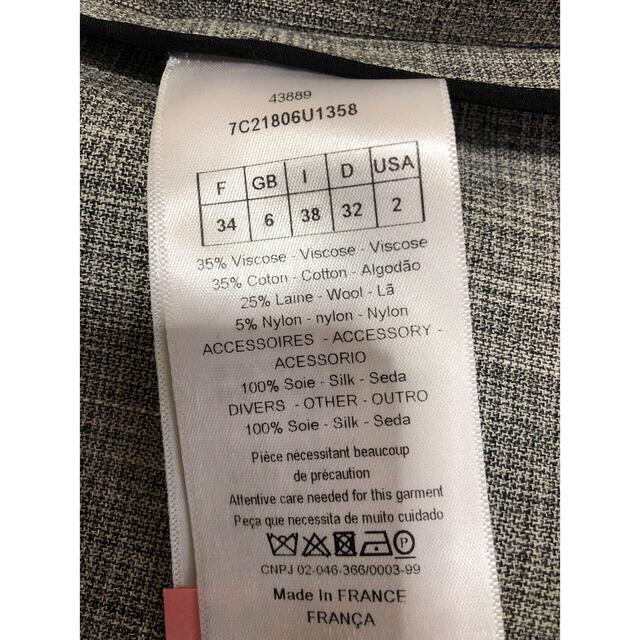 43889
7C21806U1358
F GB I D USA
34 6 38 32 2
35% Viscose - Viscose - Viscose
35% Coton - Cotton - Algodão
25% Laine - Wool - Lã
5% Nylon - nylon - Nylon
ACCESSOIRES - ACCESSORY -
ACESSORIO
100% Soie - Silk - Seda
DIVERS - OTHER - OUTRO
100% Soie - Silk - Seda
Pièce nécessitant beaucoup
de précaution
Attentive care needed for this garment
Peça que necessita de muito cuidado
CNPJ 02-046-366/0003-99
Made In FRANCE
FRANÇA